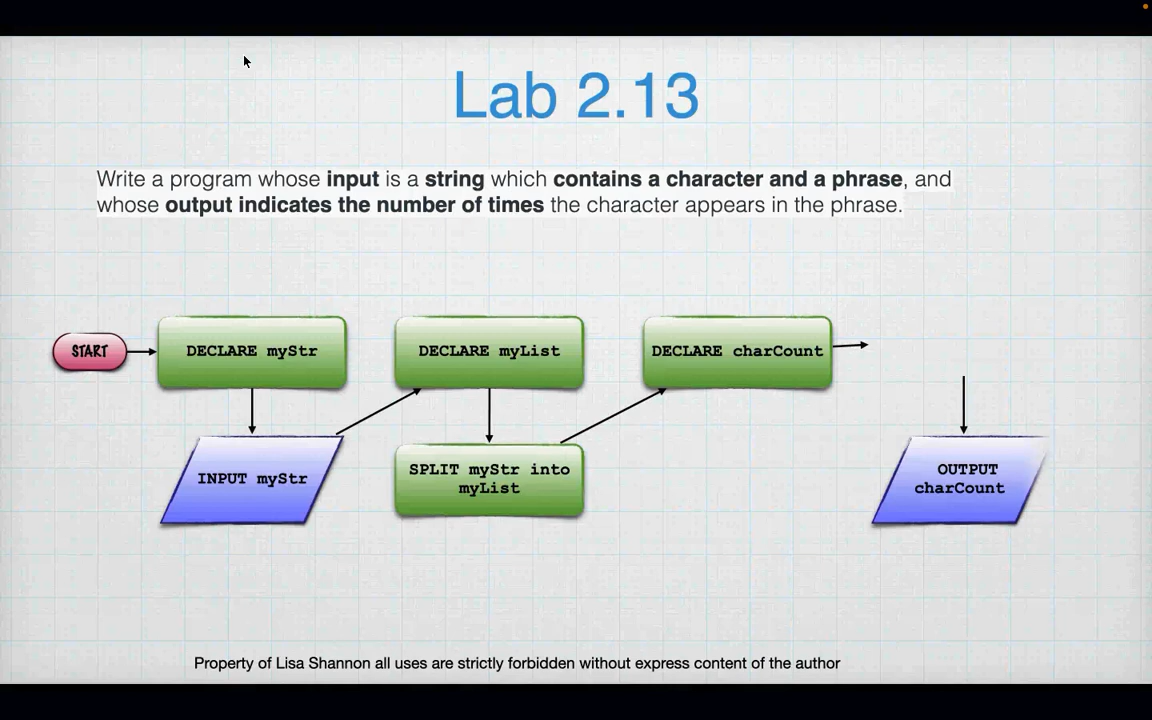 Lab 2.13
Write a program whose input is a string which contains a character and a phrase, and
whose output indicates the number of times the character appears in the phrase.
START
DECLARE myStr
DECLARE myList
DECLARE charCount
INPUT myStr
SPLIT myStr into
myList
OUTPUT
charCount
Property of Lisa Shannon all uses are strictly forbidden without express content of the author